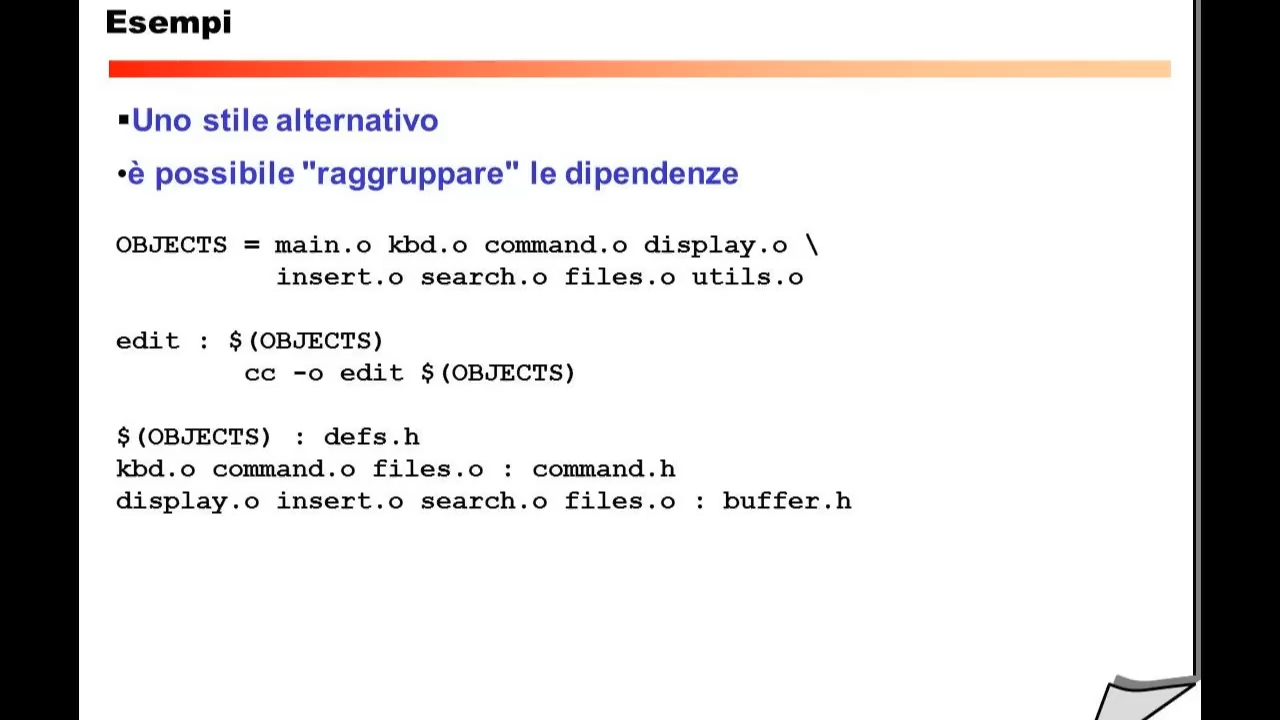 Esempi
▪Uno stile alternativo
•è possibile "raggruppare" le dipendenze
OBJECTS = main.o kbd.o command.o display.o \
insert.o search.o files.o utils.o
edit : $(OBJECTS)
cc -o edit $(OBJECTS)
$(OBJECTS) : defs.h
kbd.o command.o files.o : command.h
display.o insert.o search.o files.o : buffer.h